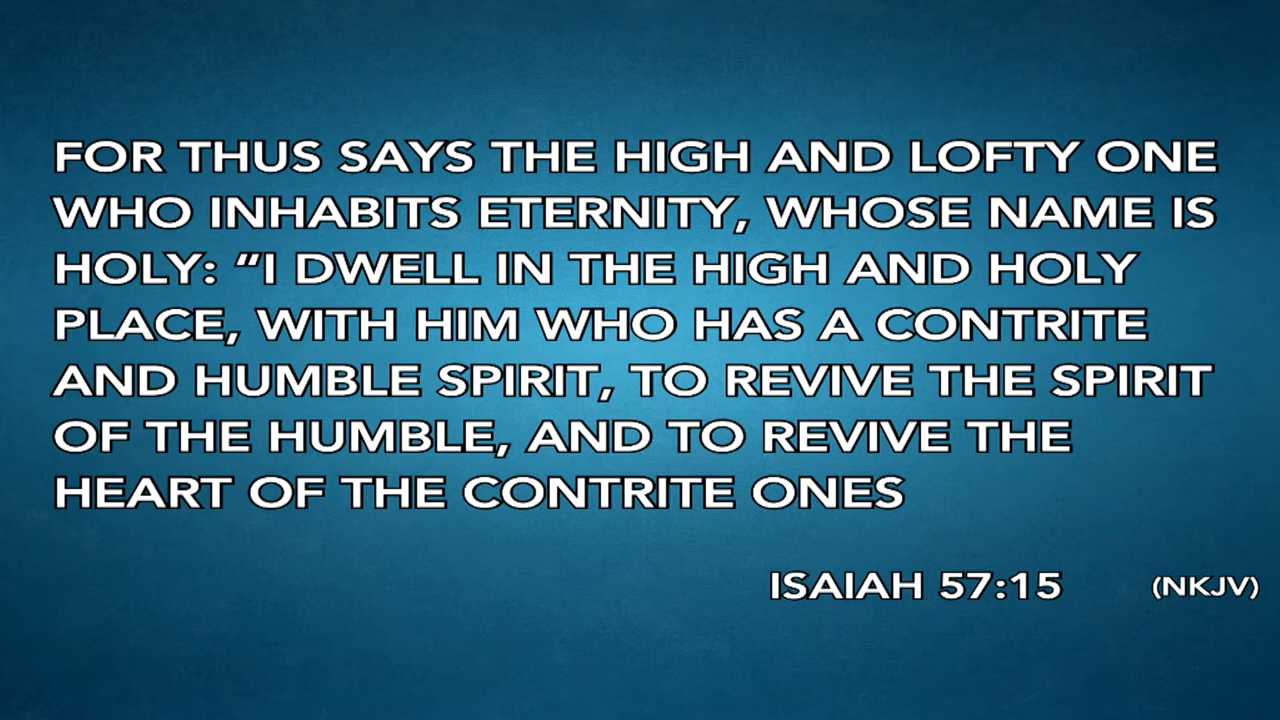 FOR THUS SAYS THE HIGH AND LOFTY ONE
WHO INHABITS ETERNITY, WHOSE NAME IS
HOLY: “I DWELL IN THE HIGH AND HOLY
PLACE, WITH HIM WHO HAS A CONTRITE
AND HUMBLE SPIRIT, TO REVIVE THE SPIRIT
OF THE HUMBLE, AND TO REVIVE THE
HEART OF THE CONTRITE ONES
ISAIAH 57:15 (NKJV)